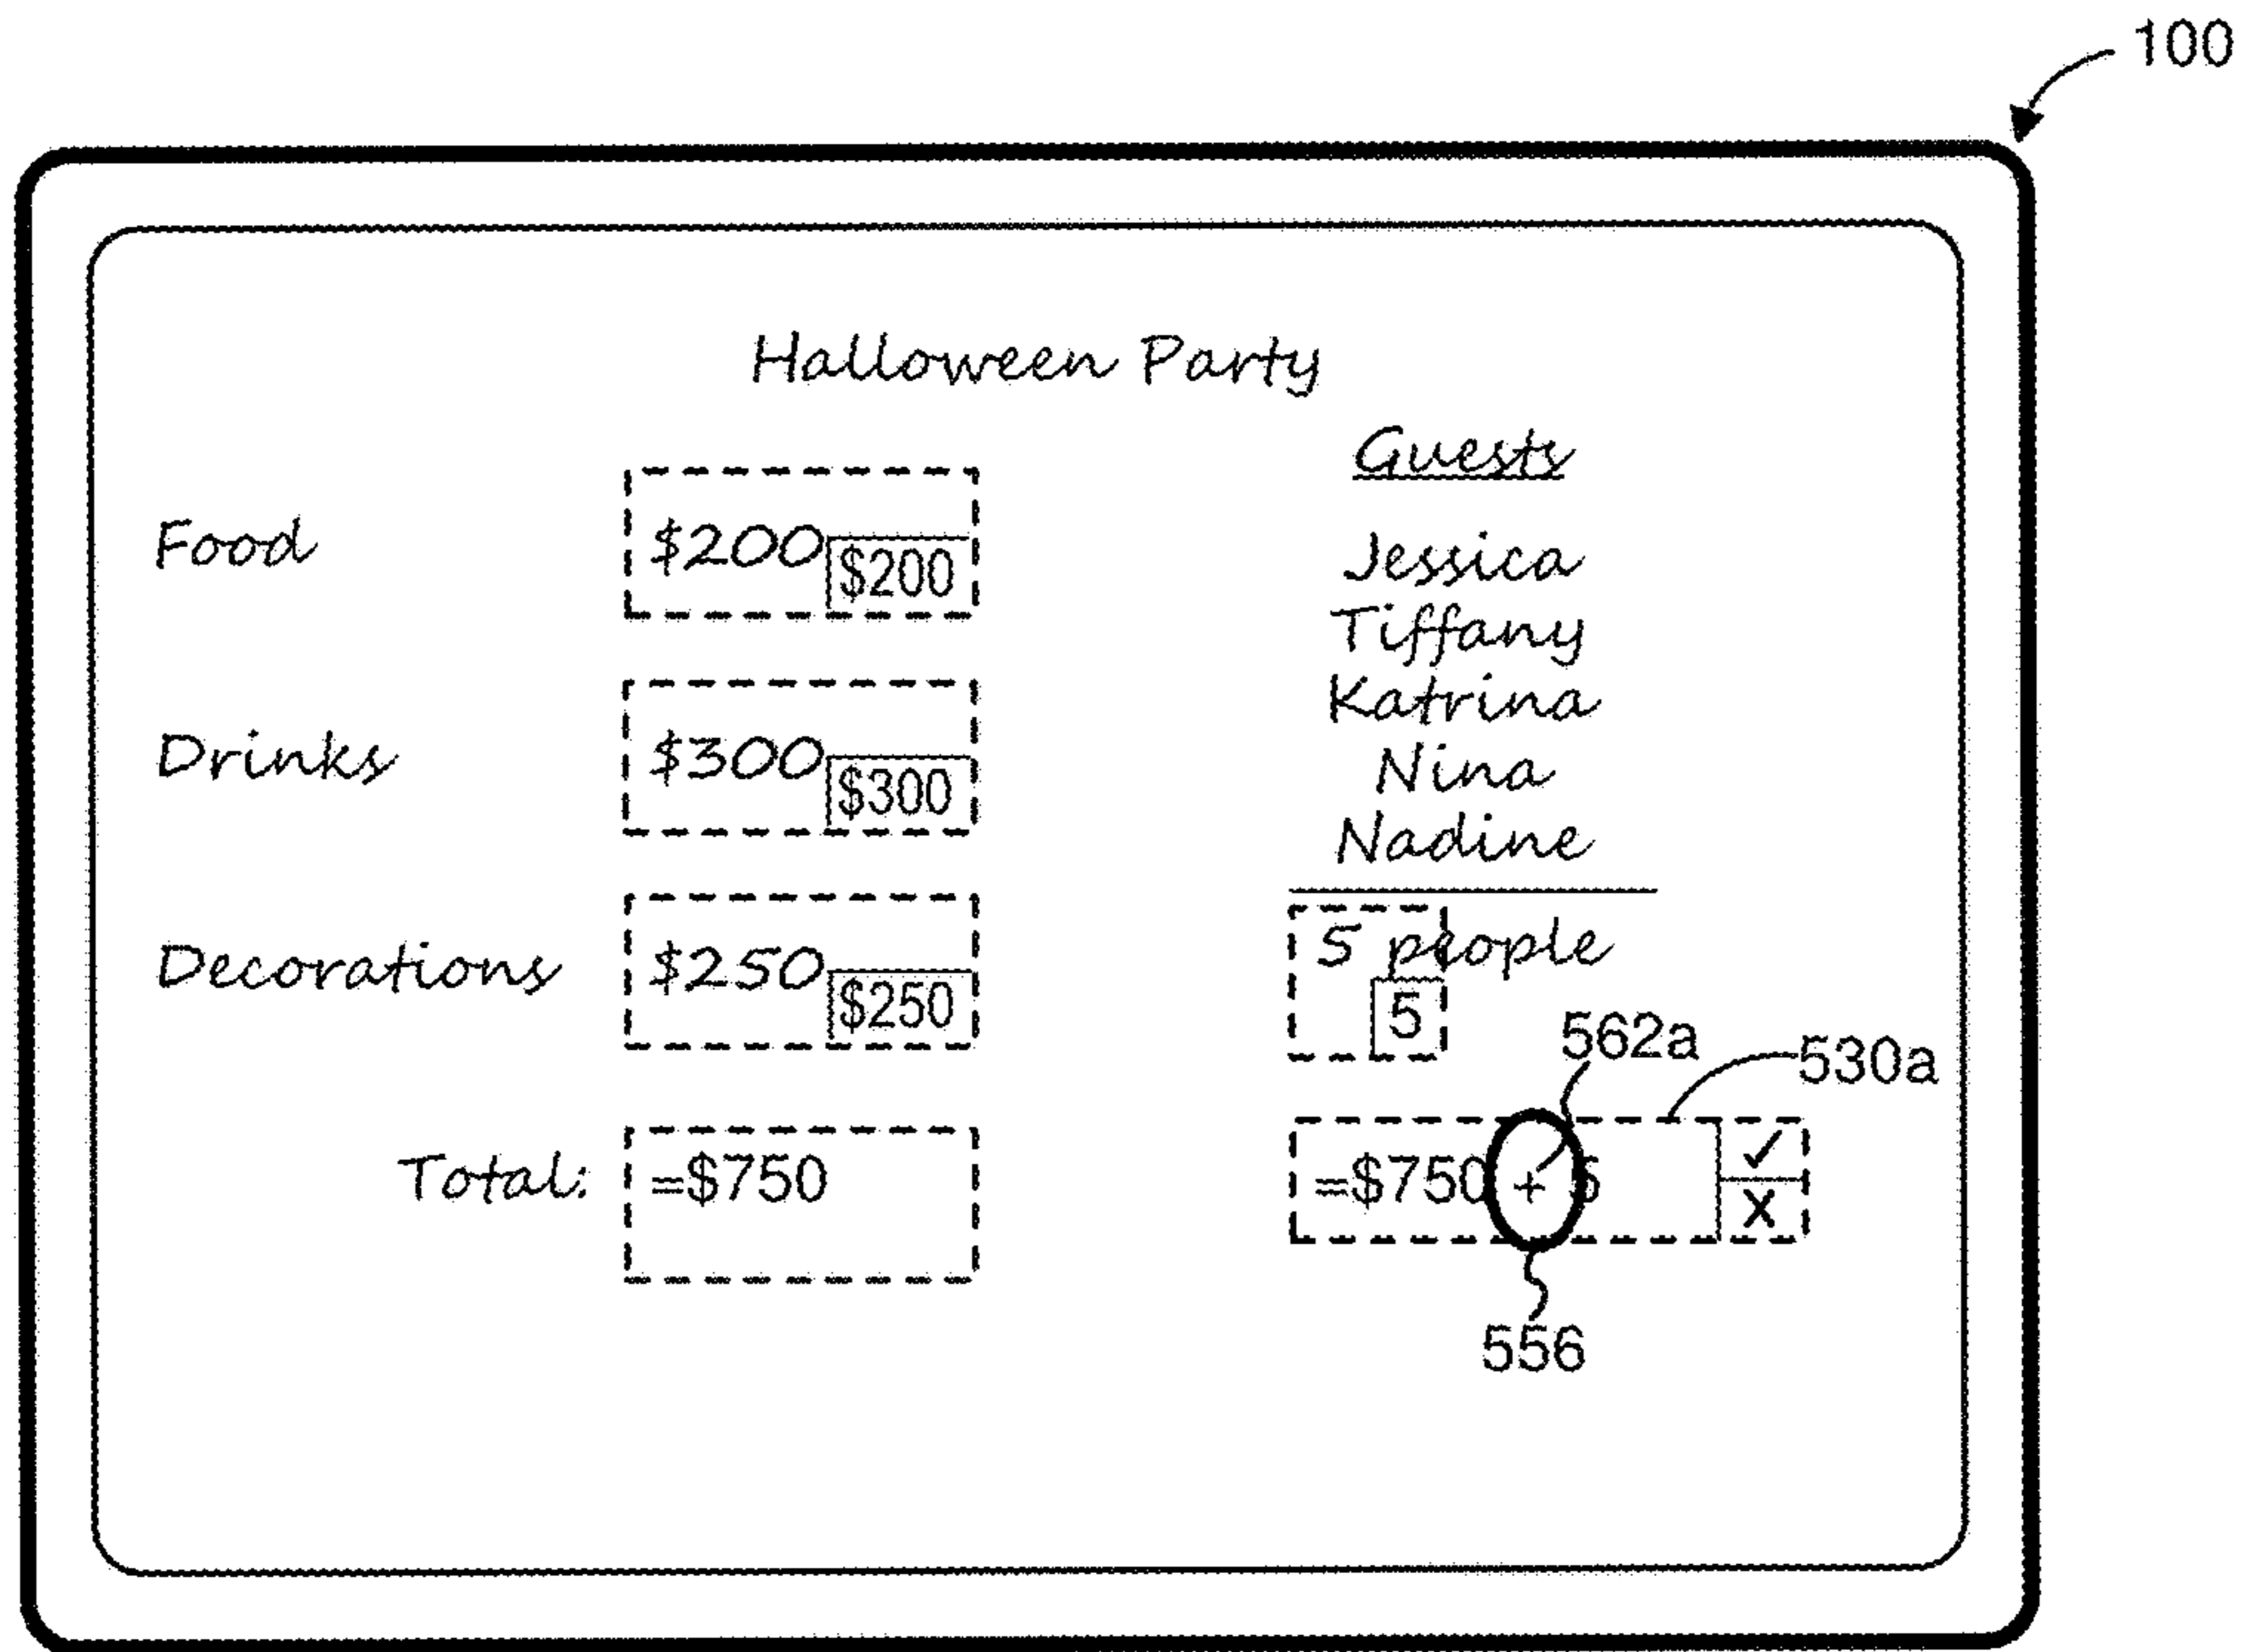 100
Halloween Party
Guests
Food $200 $200
Jessica
Tiffany
Katrina
Drinks $300 $300
Nina
Nadine
Decorations $250 $250
5 people
5
562a
530a
Total: =$750
=$750 + 5 ✓
X
556